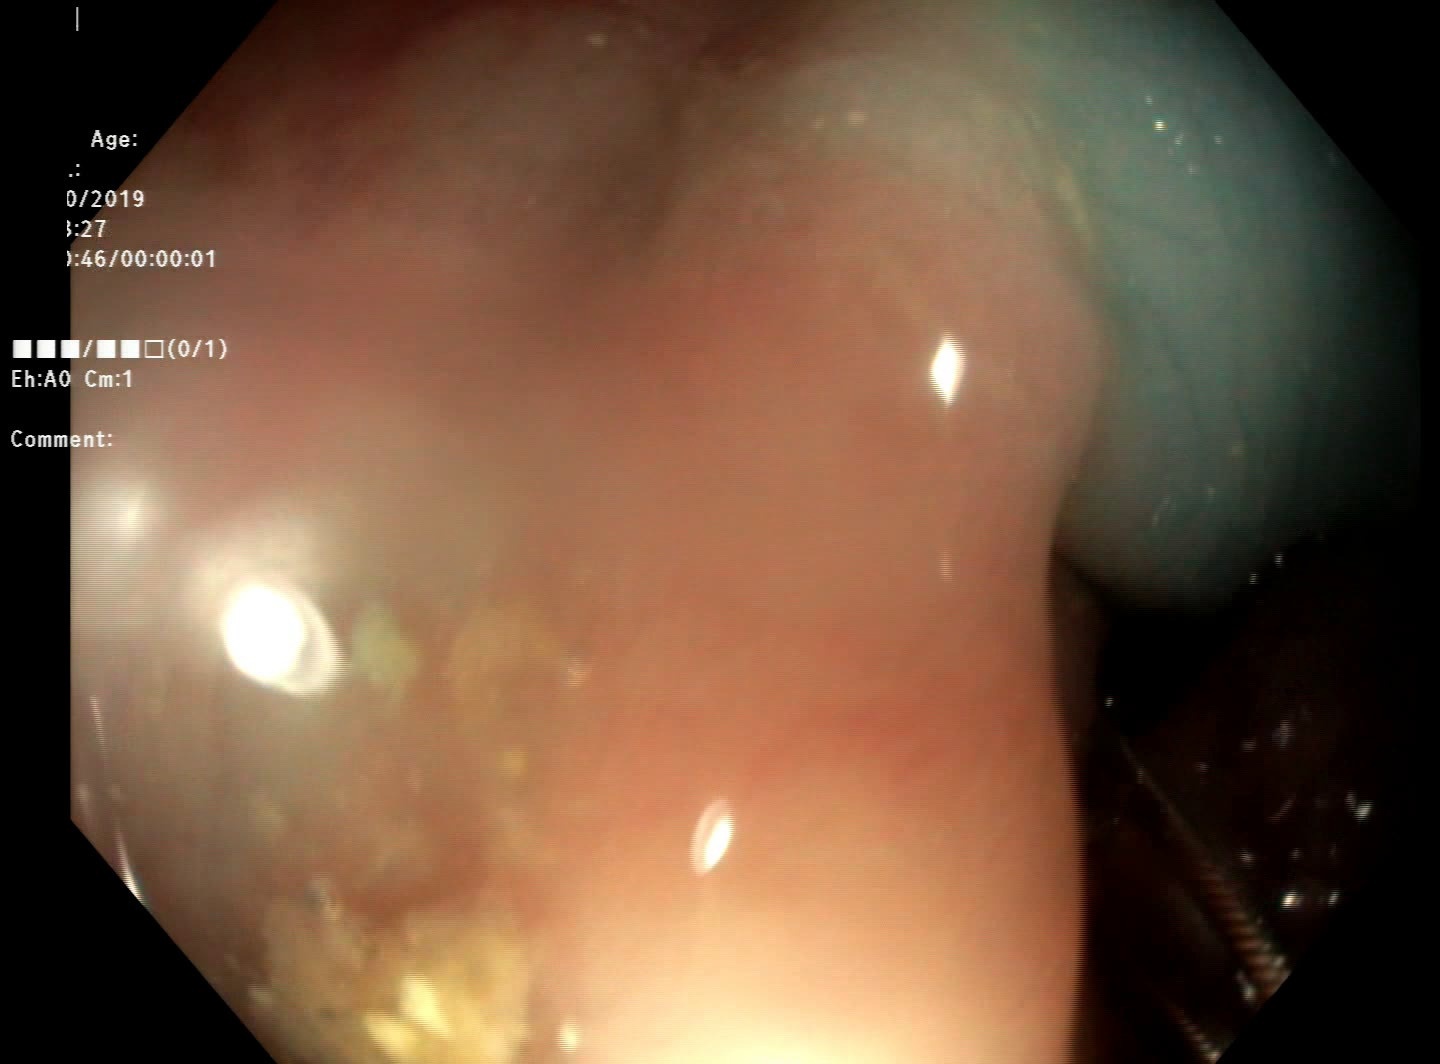 Age:
.:
0/2019
:27
:46/00:00:01
■■■/■■□(0/1)
Eh:A0 Cm:1
Comment: